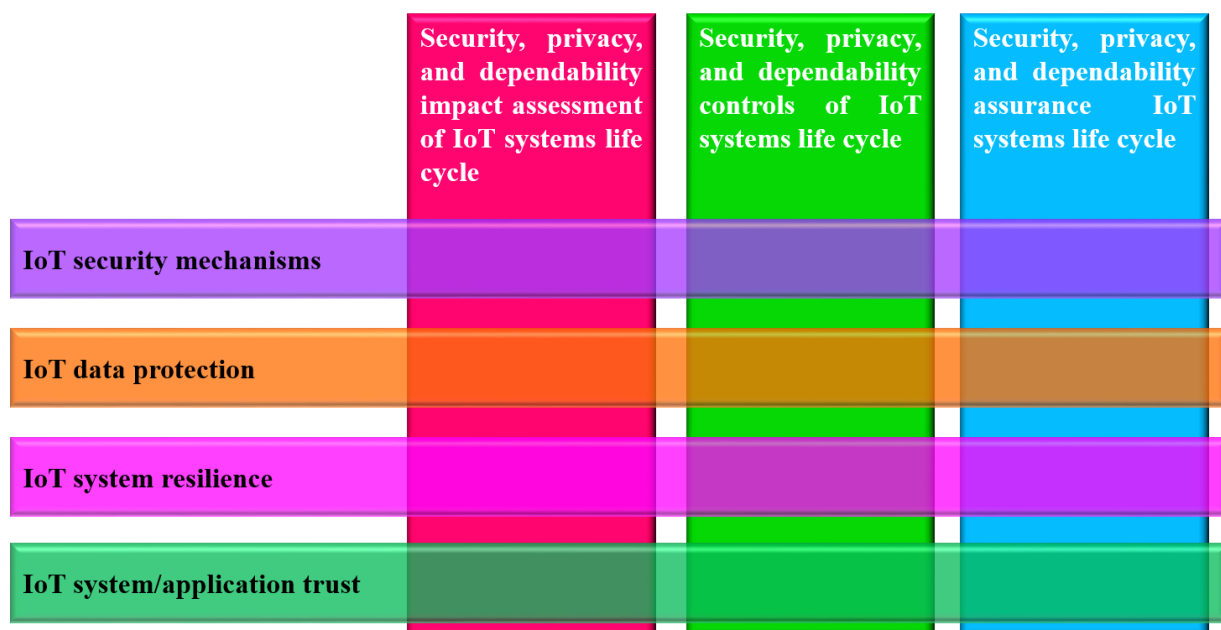 Security, privacy,
and dependability
impact assessment
of IoT systems life
cycle
Security, privacy,
and dependability
controls of IoT
systems life cycle
Security, privacy,
and dependability
assurance IoT
systems life cycle
IoT security mechanisms
IoT data protection
IoT system resilience
IoT system/application trust